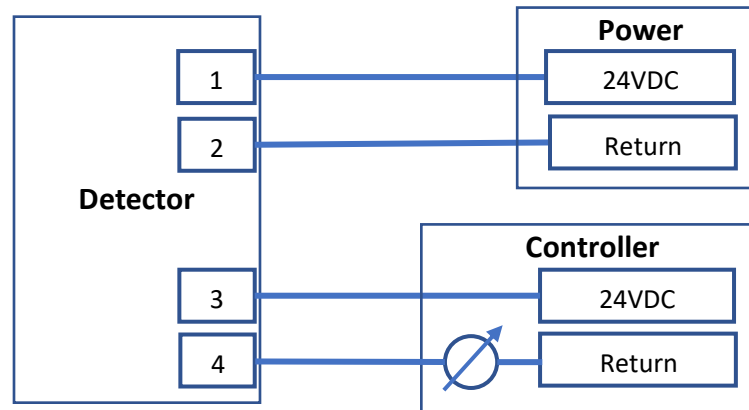 Power
1
24VDC
2
Return
Detector
Controller
3
24VDC
4
Return